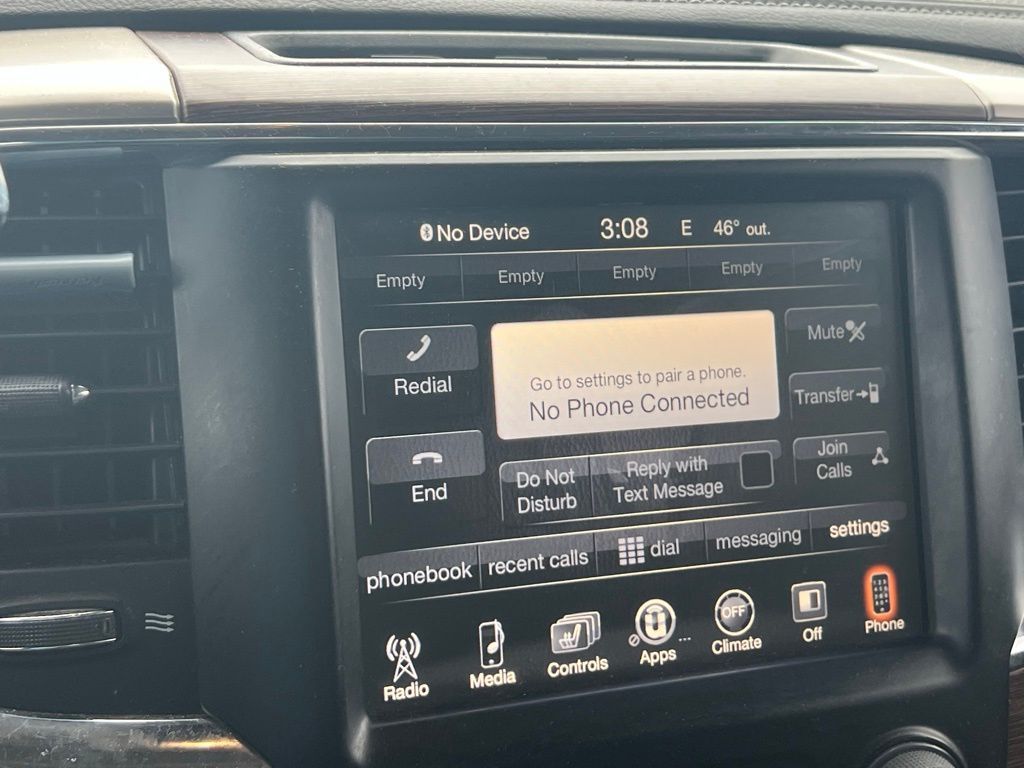 No Device 3:08 E 46° out.
Empty Empty Empty Empty Empty
Redial
Go to settings to pair a phone.
No Phone Connected
Mute
Transfer
End
Do Not
Disturb
Reply with
Text Message
Join
Calls
phonebook recent calls dial messaging settings
Radio Media Controls Apps OFF Climate Off Phone